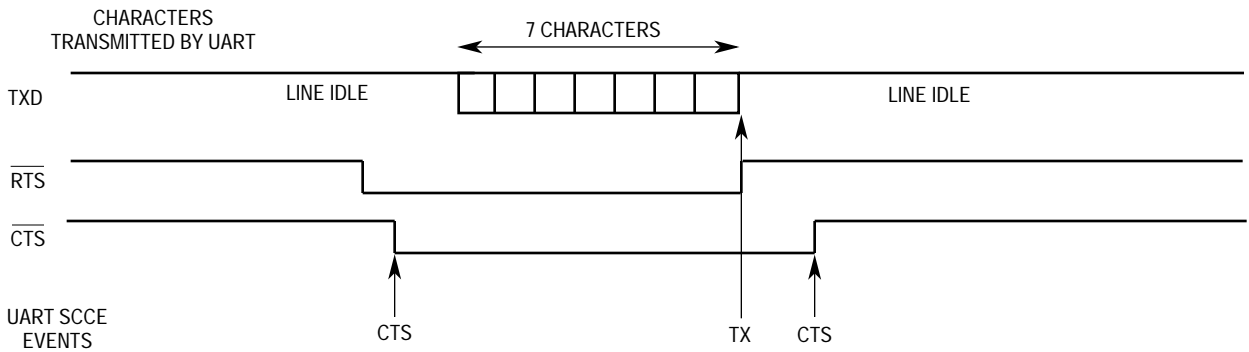 CHARACTERS
TRANSMITTED BY UART
7 CHARACTERS
TXD
LINE IDLE
LINE IDLE
RTS
CTS
UART SCCE
EVENTS
CTS
TX
CTS